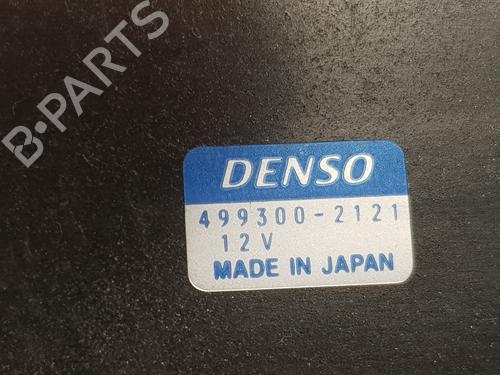 B-PARTS
DENSO
499300-2121
12V
MADE IN JAPAN